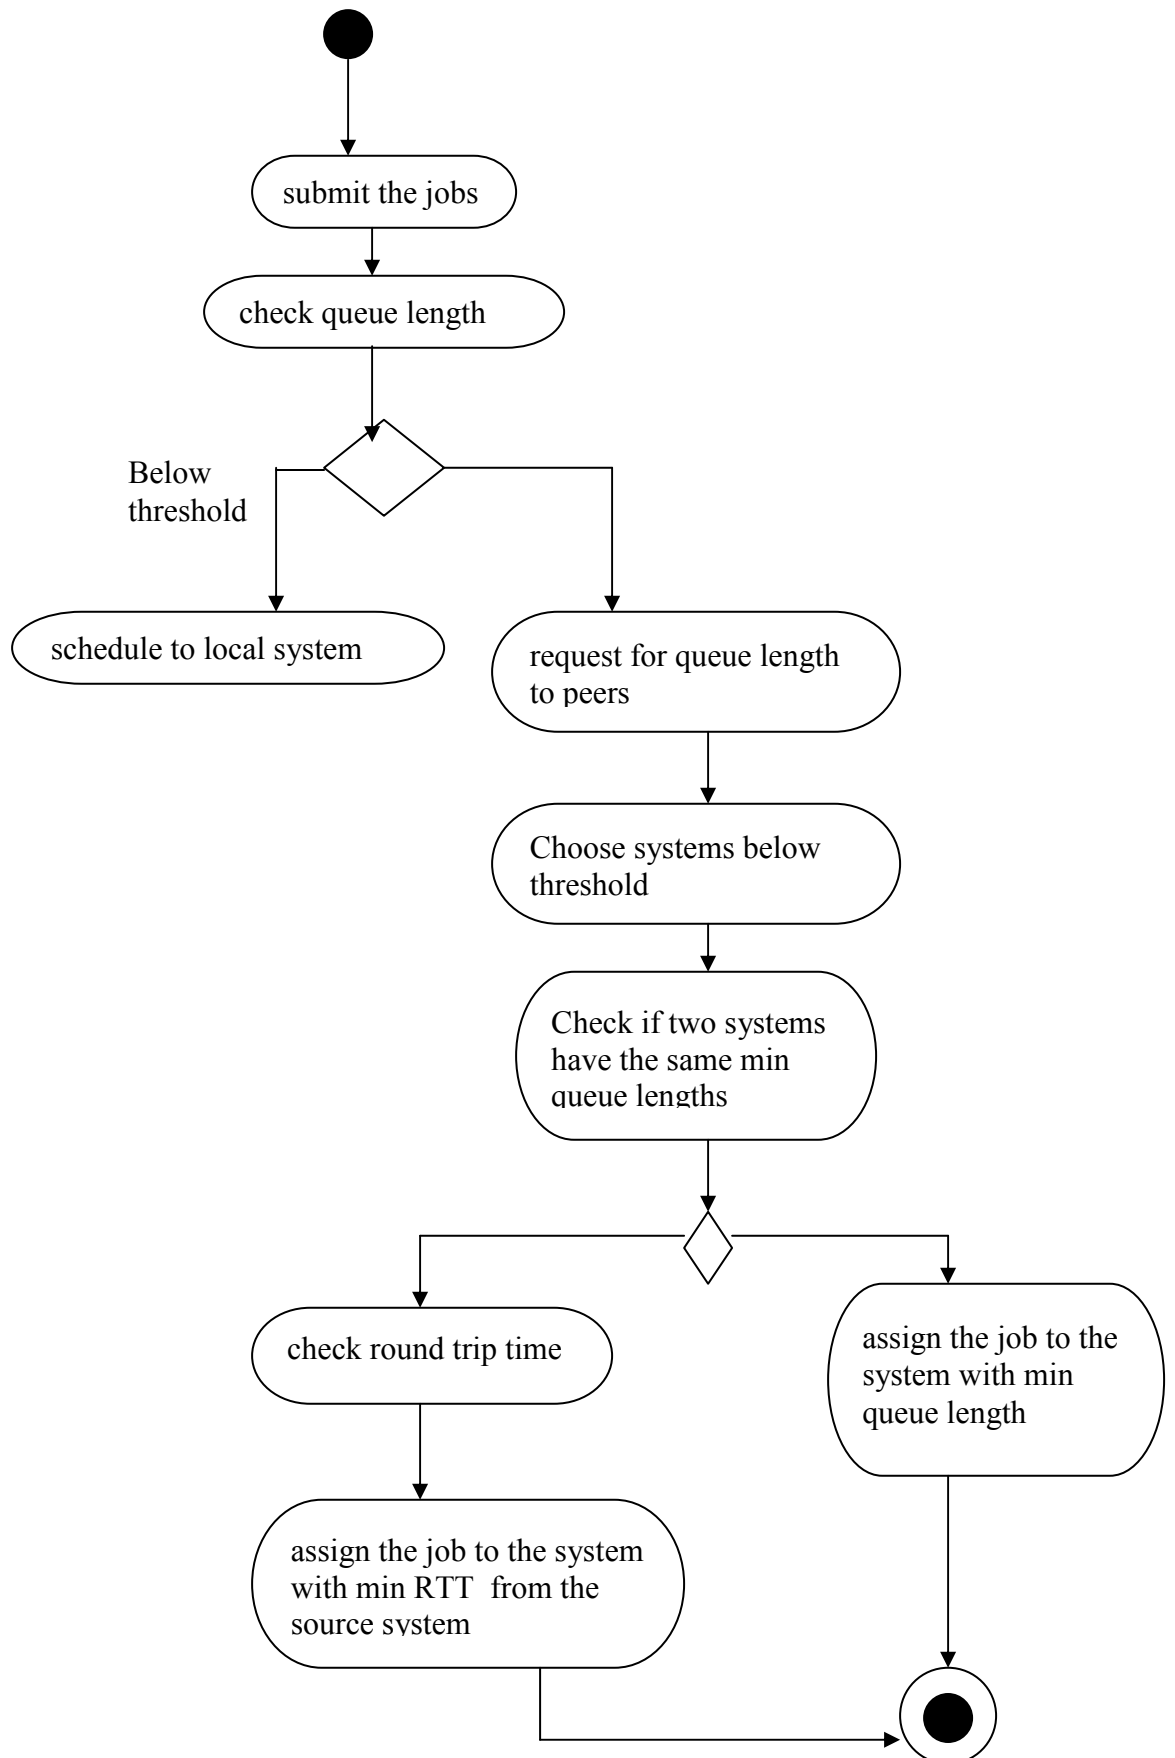 submit the jobs
check queue length
Below
threshold
schedule to local system
request for queue length
to peers
Choose systems below
threshold
Check if two systems
have the same min
queue lengths
check round trip time
assign the job to the
system with min
queue length
assign the job to the system
with min RTT from the
source system